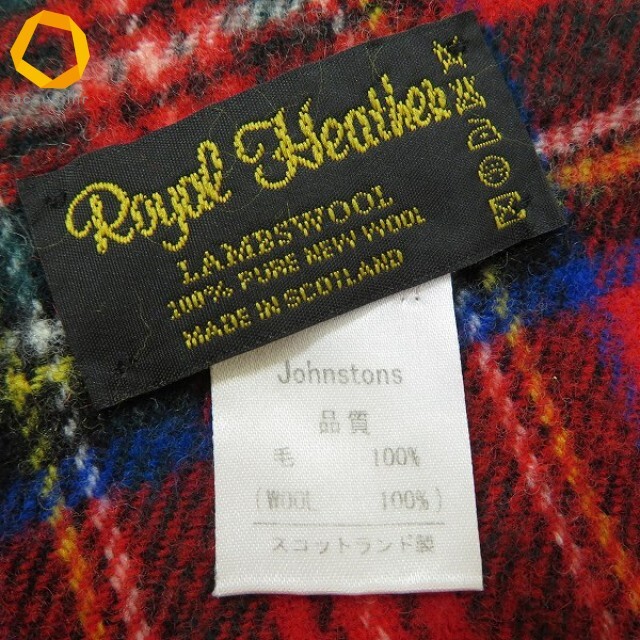 Royal Heather
LAMBSWOOL
100% PURE NEW WOOL
MADE IN SCOTLAND
Johnstons
品質
毛 100%
(WOOL 100%)
スコットランド製